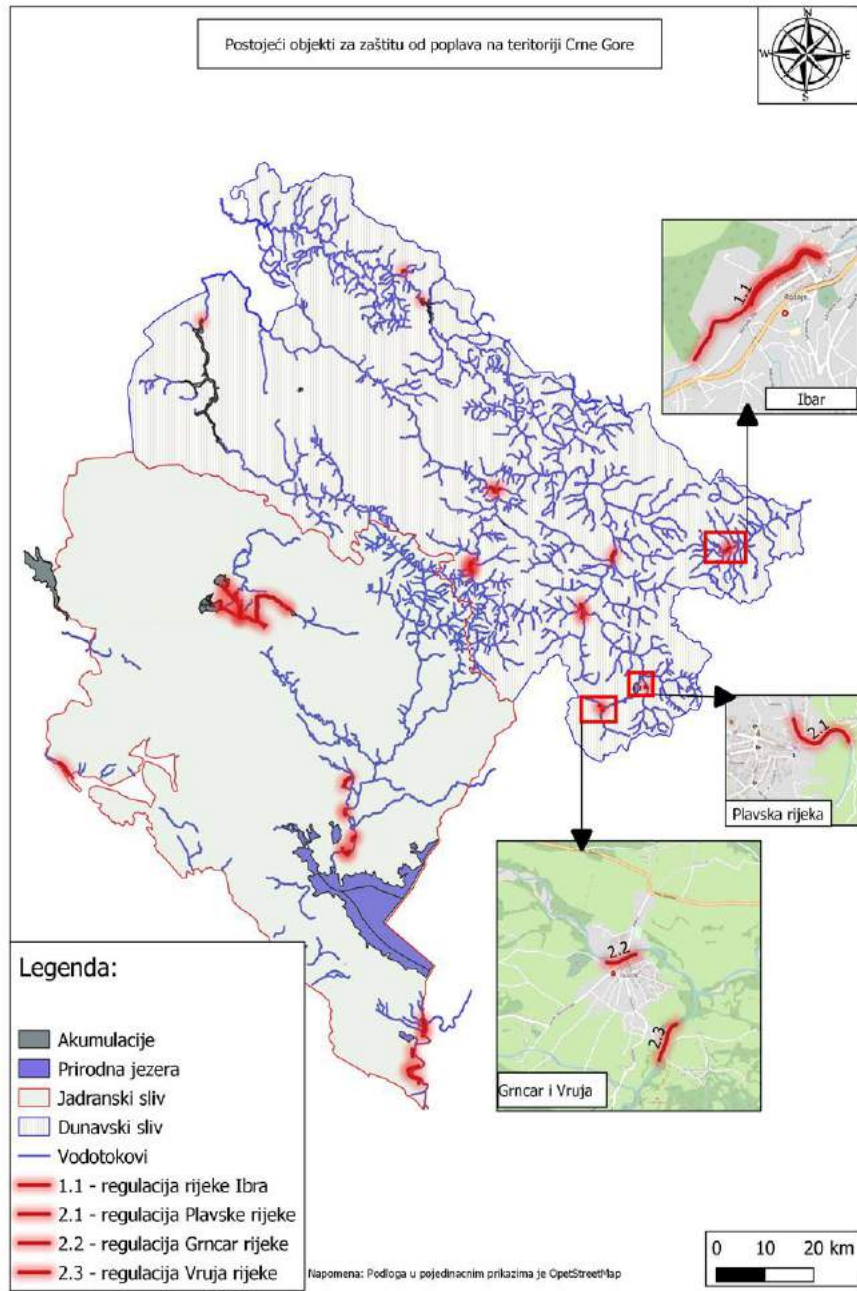 Postojeći objekti za zaštitu od poplava na teritoriji Crne Gore
N
W
E
S
1.1
Ibar
2.1
Plavska rijeka
2.2
2.3
Grncar i Vruja
Legenda:
Akumulacije
Prirodna jezera
Jadranski sliv
Dunavski sliv
Vodotokovi
1.1 - regulacija rijeke Ibra
2.1 - regulacija Plavske rijeke
2.2 - regulacija Grncar rijeke
2.3 - regulacija Vruja rijeke
Napomena: Podloga u pojedinacnim prikazima je OpetStreetMap
0 10 20 km